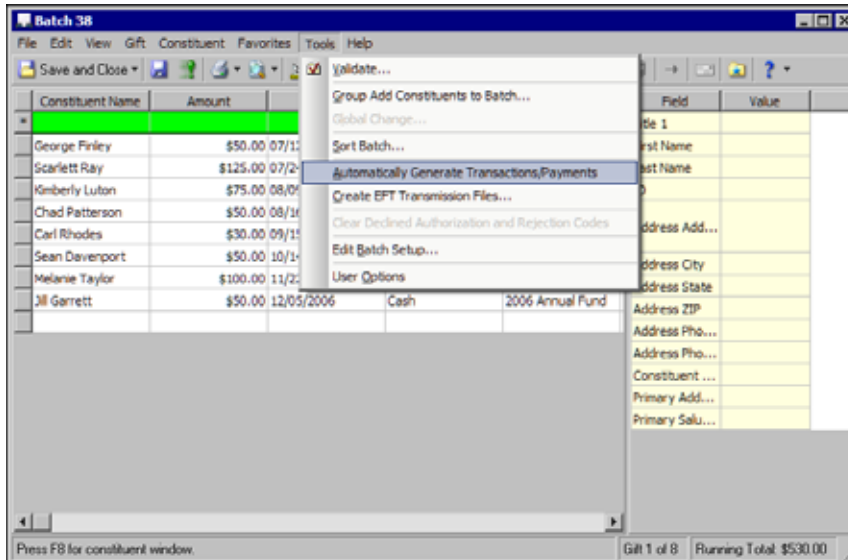 Batch 38
File Edit View Gift Constituent Favorites Tools Help
Save and Close
Validate...
Group Add Constituents to Batch...
Global Change...
Sort Batch...
Automatically Generate Transactions/Payments
Create EFT Transmission Files...
Clear Declined Authorization and Rejection Codes
Edit Batch Setup...
User Options
Constituent Name Amount
George Finley $50.00 07/1
Scarlett Ray $125.00 07/2
Kimberly Luton $75.00 08/0
Chad Patterson $50.00 08/1
Carl Rhodes $30.00 09/1
Sean Davenport $50.00 10/1
Melanie Taylor $100.00 11/2
Jill Garrett $50.00 12/05/2006 Cash 2006 Annual Fund
Field Value
itle 1
irst Name
ast Name
ddress Add...
ddress City
ddress State
Address ZIP
Address Pho...
Address Pho...
Constituent ...
Primary Add...
Primary Salu...
Press F8 for constituent window. Gift 1 of 8 Running Total: $530.00